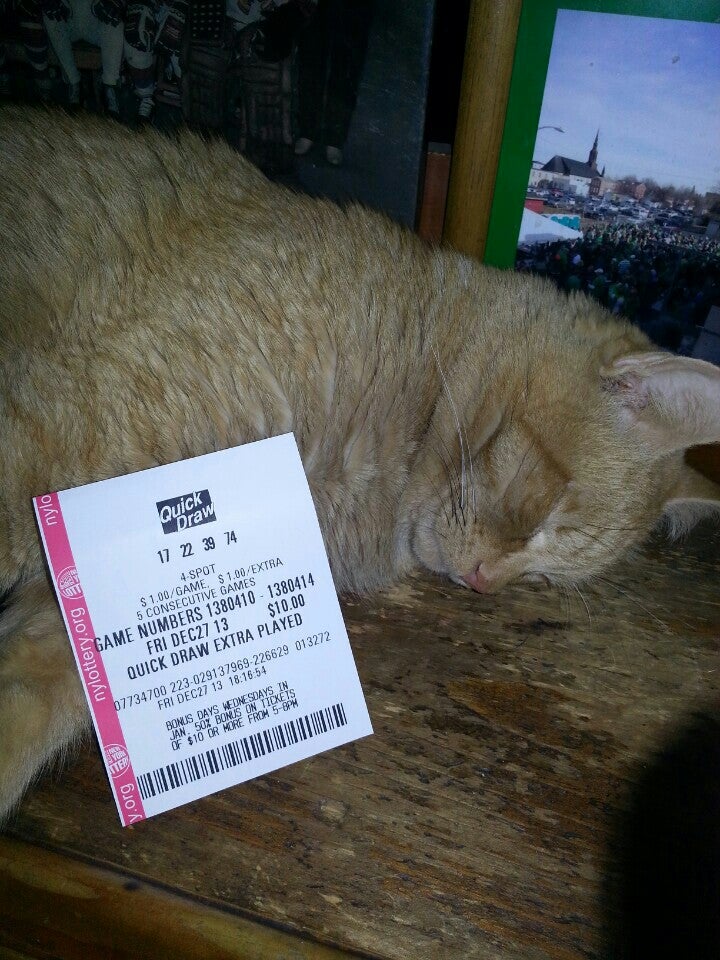 Quick
Draw
17 22 39 74
4-SPOT
$1.00/GAME, $1.00/EXTRA
5 CONSECUTIVE GAMES
GAME NUMBERS 1380410 - 1380414
FRI DEC27 13 $10.00
QUICK DRAW EXTRA PLAYED
07734700 223-029137969-226629 013272
FRI DEC27 13 18:16:54
BONUS DAYS WEDNESDAYS IN
JAN. 50% BONUS ON TICKETS
OF $10 OR MORE FROM 5-8PM
nylo
nylottery.org
y.org